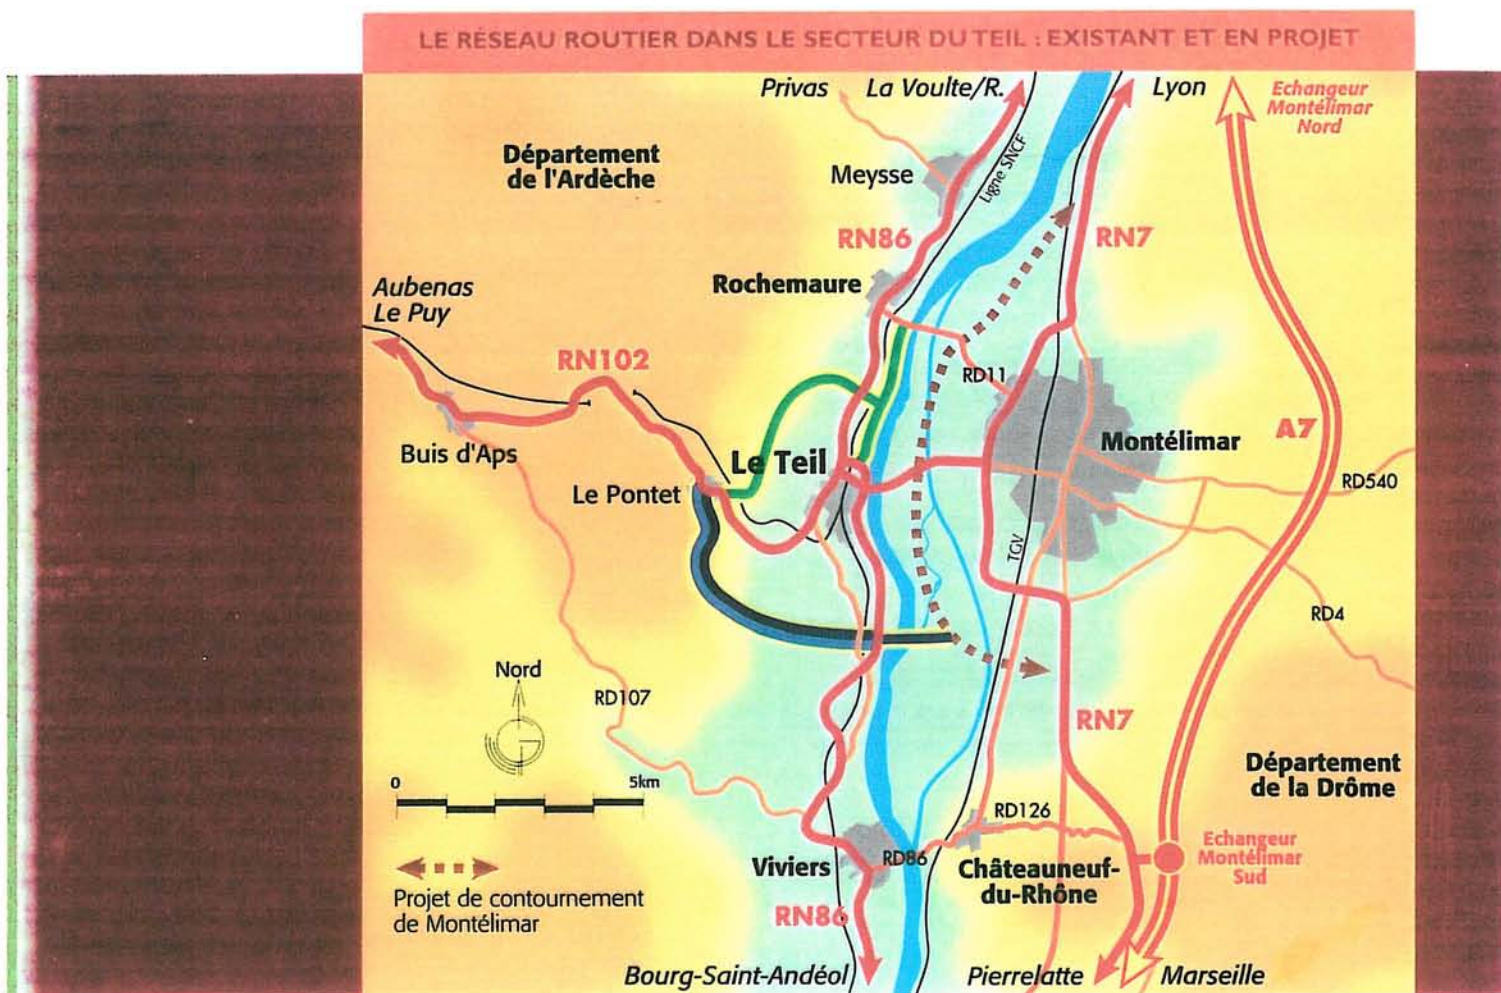 LE RÉSEAU ROUTIER DANS LE SECTEUR DU TEIL : EXISTANT ET EN PROJET
Privas
La Voulte/R.
Lyon
Echangeur
Montélimar
Nord
Département
de l'Ardèche
Meysse
Ligne SNCF
RN86
RN7
Rochemaure
Aubenas
Le Puy
RN102
RD11
Buis d'Aps
Le Teil
Montélimar
A7
Le Pontet
RD540
TGV
RD4
Nord
RD107
RN7
0
5km
Département
de la Drôme
RD126
Projet de contournement
de Montélimar
Viviers
RD86
Châteauneuf-
du-Rhône
Echangeur
Montélimar
Sud
RN86
Bourg-Saint-Andéol
Pierrelatte
Marseille